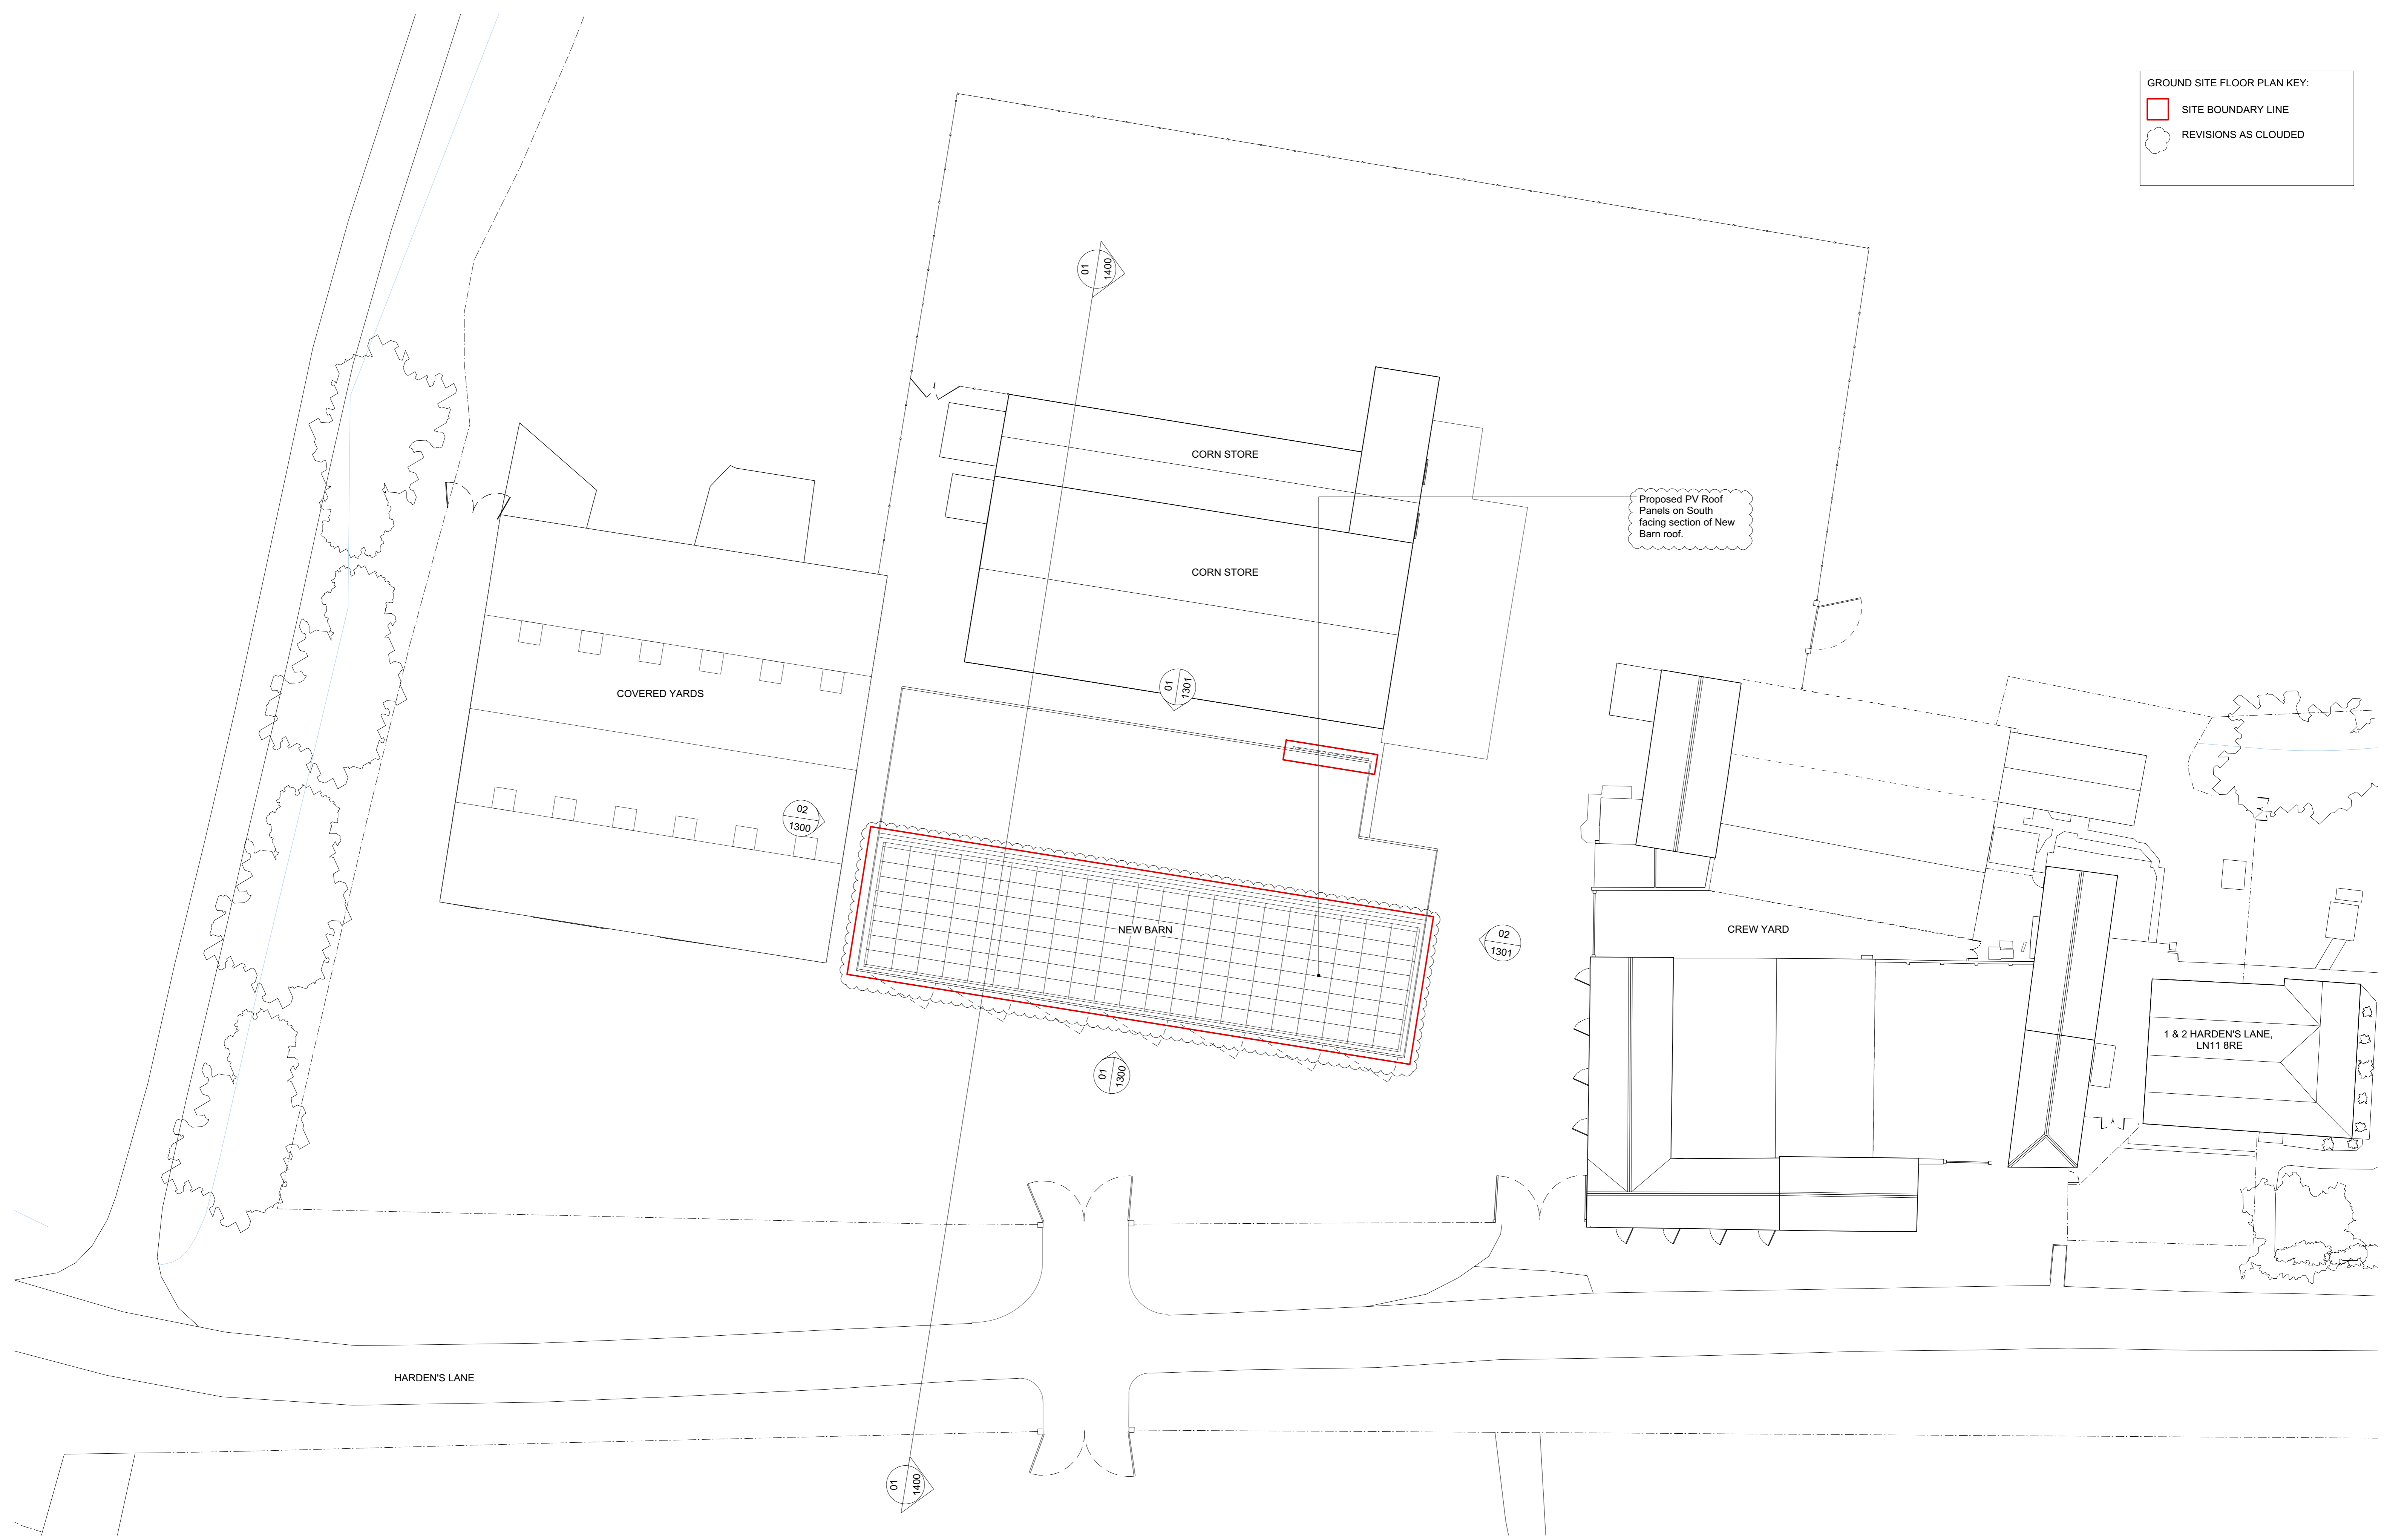 GROUND SITE FLOOR PLAN KEY:
SITE BOUNDARY LINE
REVISIONS AS CLOUDED
01
1400
CORN STORE
Proposed PV Roof
Panels on South
facing section of New
Barn roof.
CORN STORE
01
1301
COVERED YARDS
02
1300
NEW BARN
CREW YARD
02
1301
1 & 2 HARDEN'S LANE,
LN11 8RE
01
1300
HARDEN'S LANE
01
1400